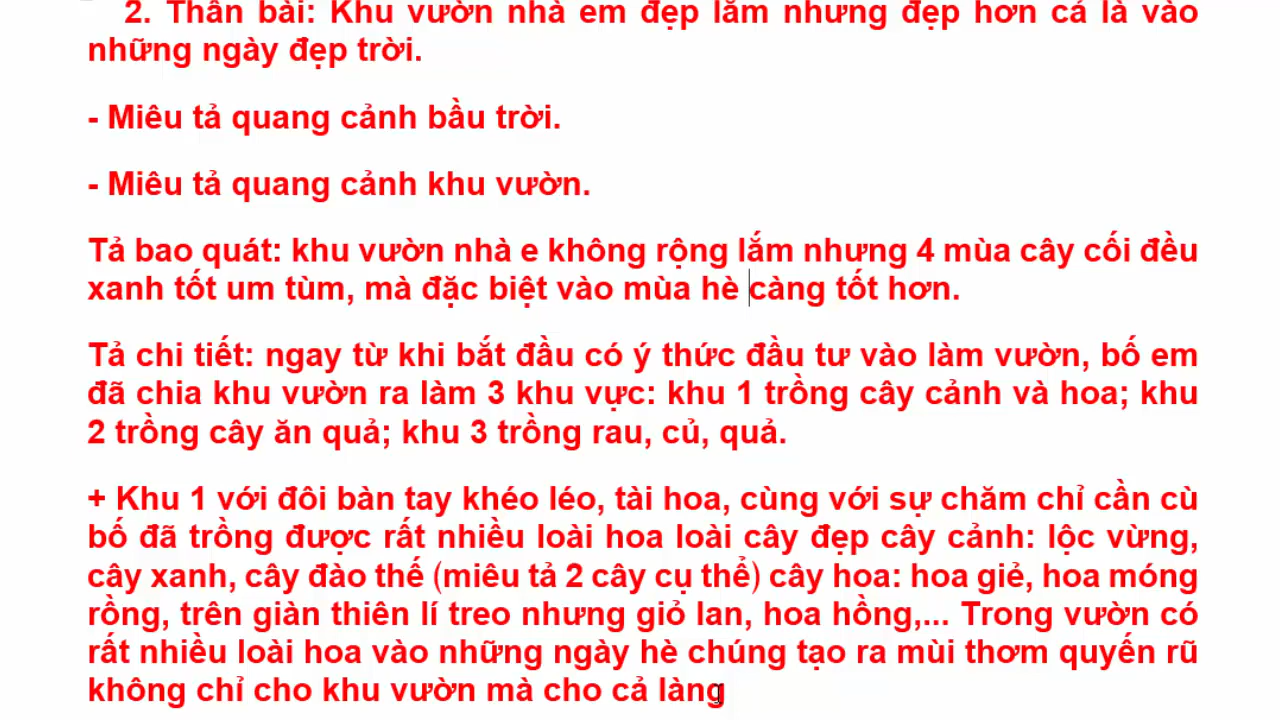 2. Thân bài: Khu vườn nhà em đẹp lắm nhưng đẹp hơn cả là vào
những ngày đẹp trời.
- Miêu tả quang cảnh bầu trời.
- Miêu tả quang cảnh khu vườn.
Tả bao quát: khu vườn nhà e không rộng lắm nhưng 4 mùa cây cối đều
xanh tốt um tùm, mà đặc biệt vào mùa hè càng tốt hơn.
Tả chi tiết: ngay từ khi bắt đầu có ý thức đầu tư vào làm vườn, bố em
đã chia khu vườn ra làm 3 khu vực: khu 1 trồng cây cảnh và hoa; khu
2 trồng cây ăn quả; khu 3 trồng rau, củ, quả.
+ Khu 1 với đôi bàn tay khéo léo, tài hoa, cùng với sự chăm chỉ cần cù
bố đã trồng được rất nhiều loài hoa loài cây đẹp cây cảnh: lộc vừng,
cây xanh, cây đào thế (miêu tả 2 cây cụ thể) cây hoa: hoa giẻ, hoa móng
rồng, trên giàn thiên lí treo nhưng giỏ lan, hoa hồng,... Trong vườn có
rất nhiều loài hoa vào những ngày hè chúng tạo ra mùi thơm quyến rũ
không chỉ cho khu vườn mà cho cả làng